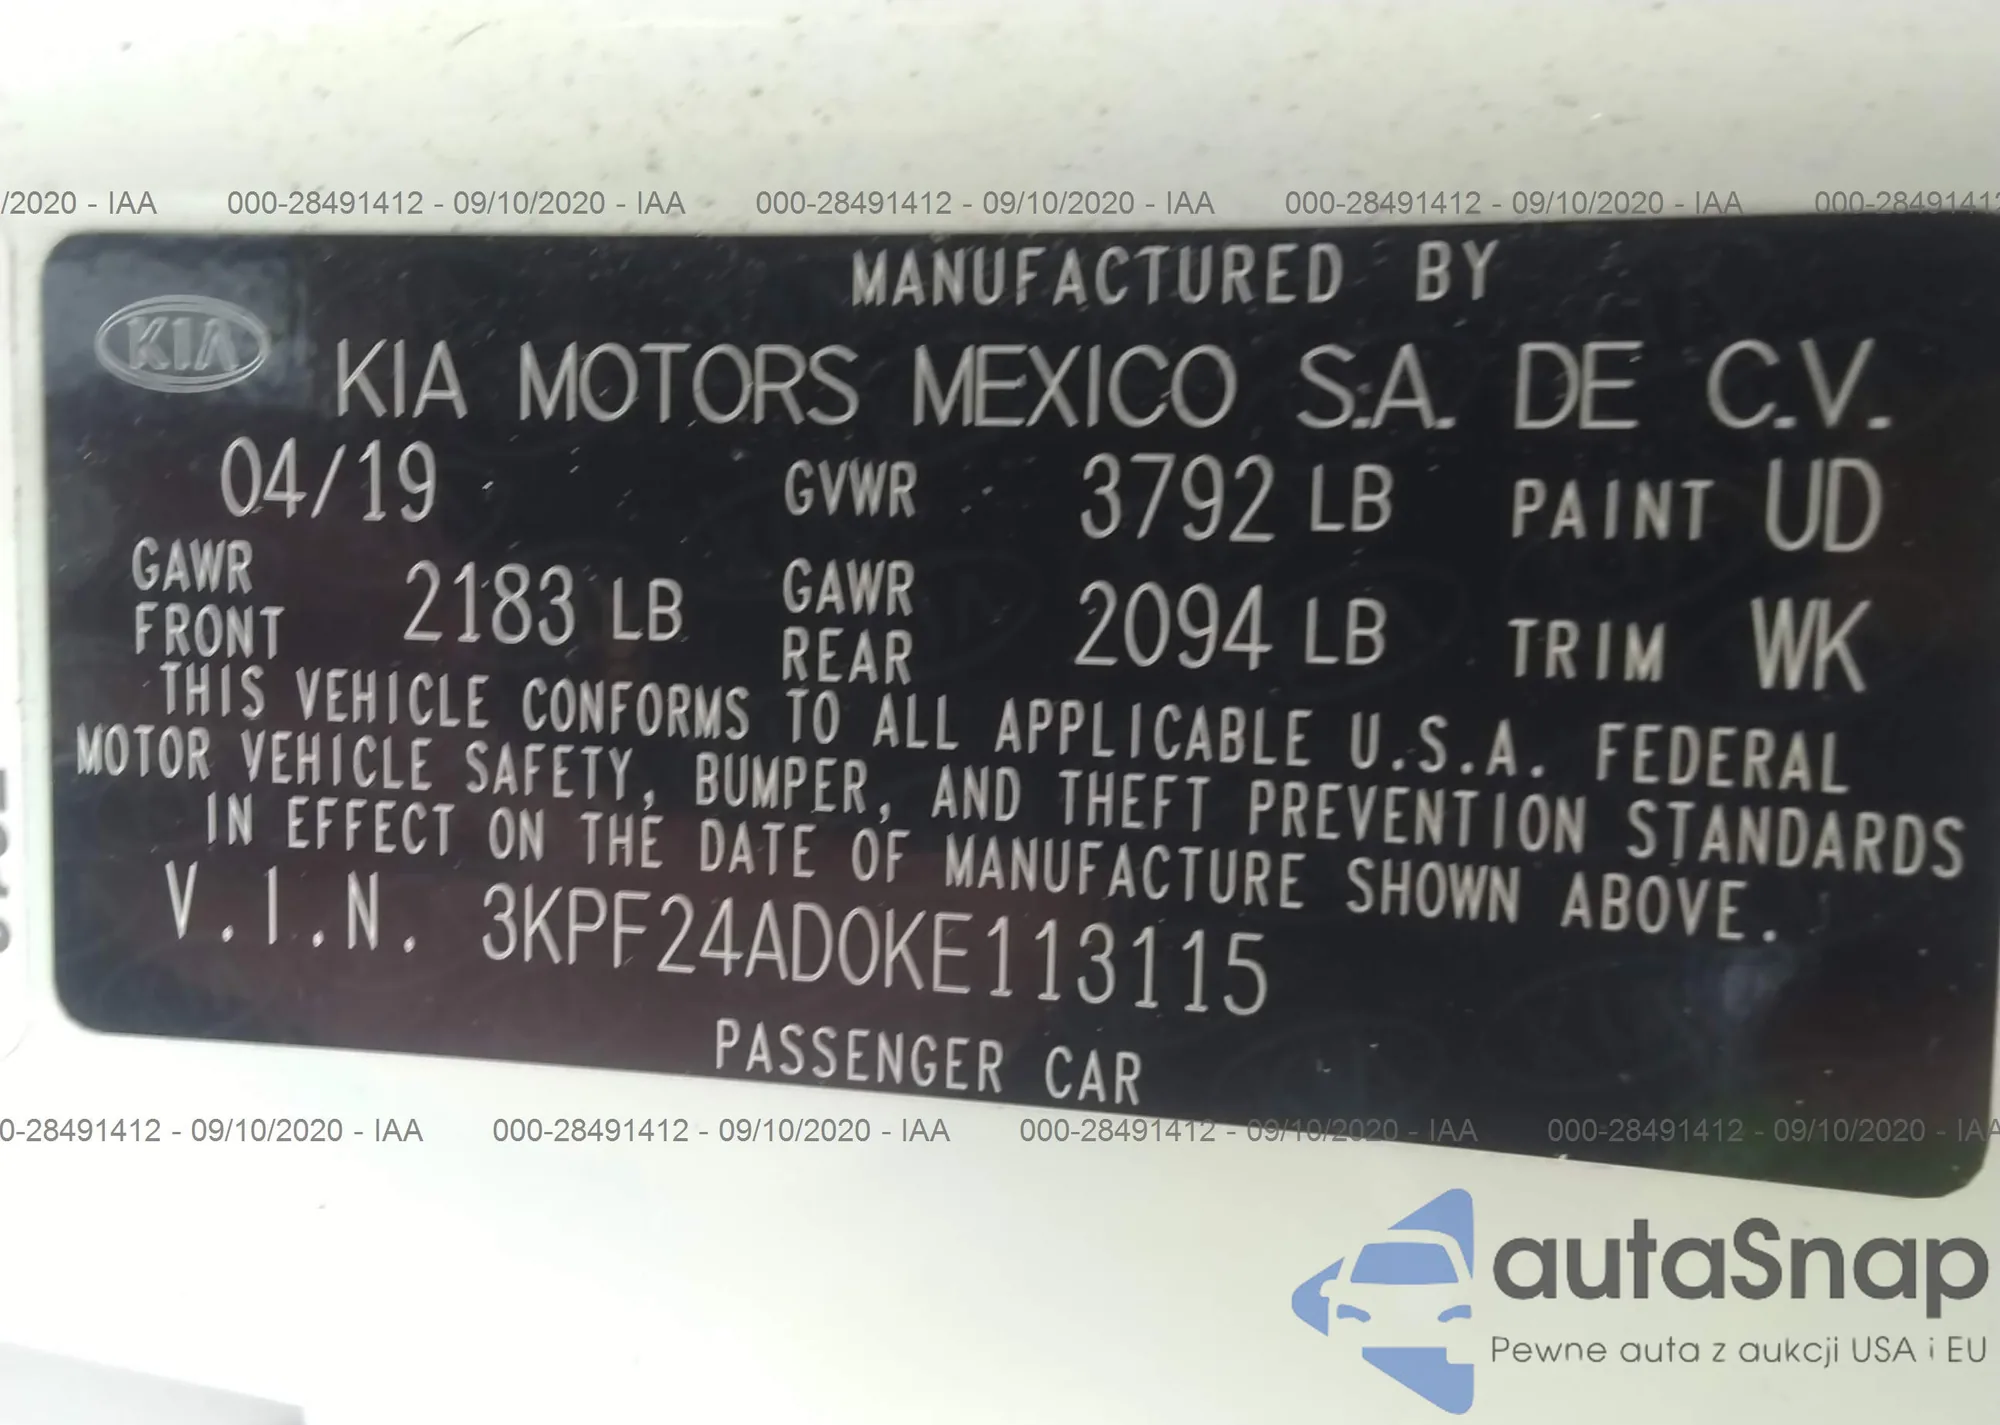 /2020 - IAA 000-28491412 - 09/10/2020 - IAA 000-28491412 - 09/10/2020 - IAA 000-28491412 - 09/10/2020 - IAA 000-28491412
MANUFACTURED BY
KIA
KIA MOTORS MEXICO S.A. DE C.V.
04/19 GVWR 3792 LB PAINT UD
GAWR FRONT 2183 LB GAWR REAR 2094 LB TRIM WK
THIS VEHICLE CONFORMS TO ALL APPLICABLE U.S.A. FEDERAL
MOTOR VEHICLE SAFETY, BUMPER, AND THEFT PREVENTION STANDARDS
IN EFFECT ON THE DATE OF MANUFACTURE SHOWN ABOVE.
V.I.N. 3KPF24AD0KE113115
PASSENGER CAR
0-28491412 - 09/10/2020 - IAA 000-28491412 - 09/10/2020 - IAA 000-28491412 - 09/10/2020 - IAA 000-28491412 - 09/10/2020 - IAA
autaSnap
Pewne auta z aukcji USA i EU